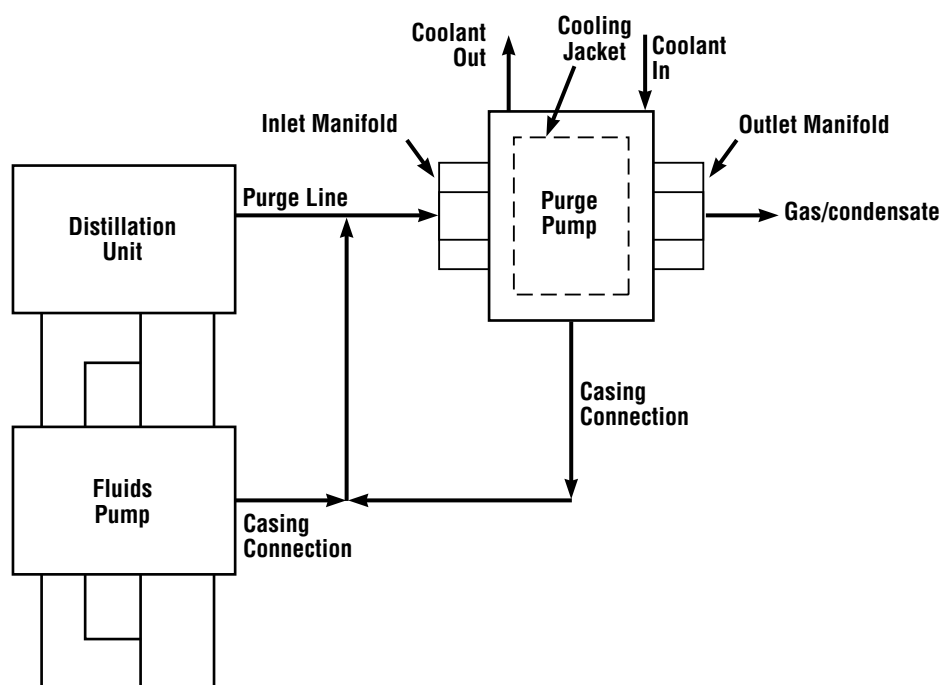 Coolant
Out
Cooling
Jacket
Coolant
In
Inlet Manifold
Outlet Manifold
Purge Line
Distillation
Unit
Purge
Pump
Gas/condensate
Casing
Connection
Fluids
Pump
Casing
Connection